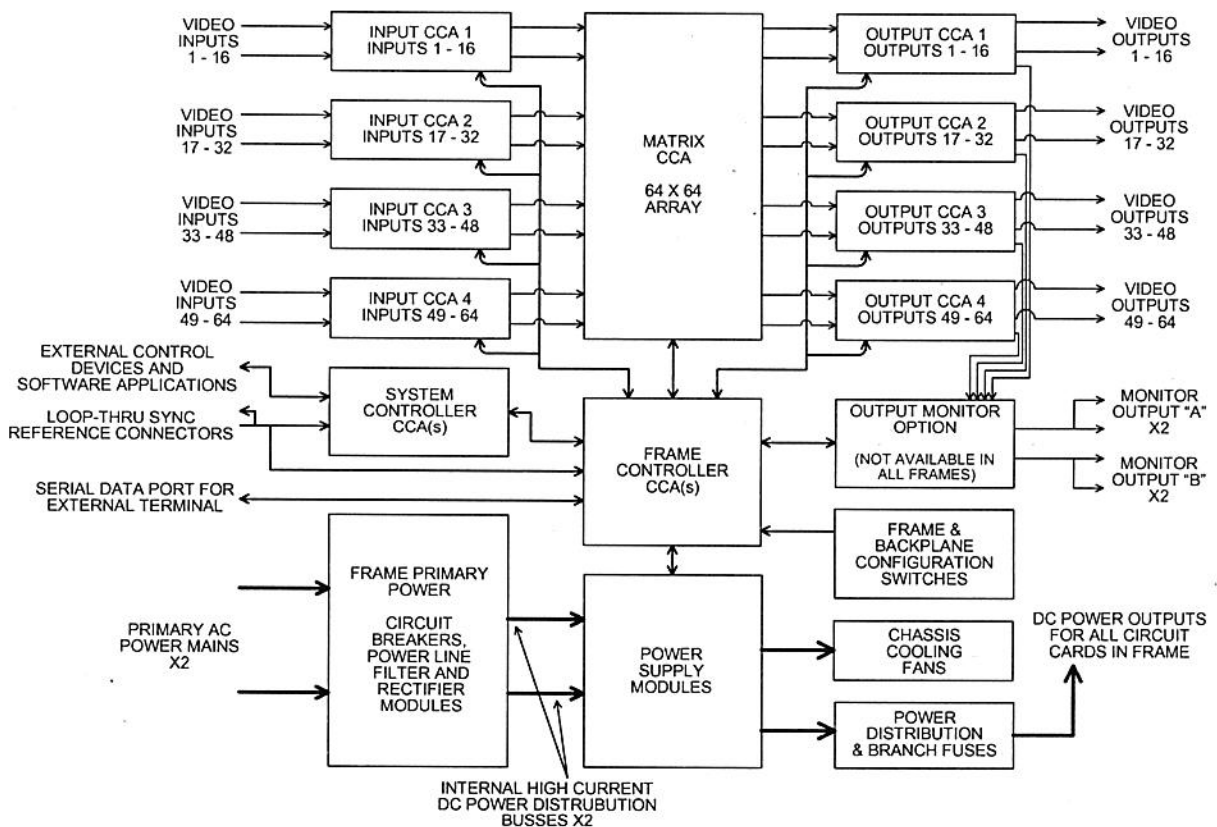 VIDEO
INPUTS
1 - 16
INPUT CCA 1
INPUTS 1 - 16
MATRIX
CCA
64 X 64
ARRAY
OUTPUT CCA 1
OUTPUTS 1 - 16
VIDEO
OUTPUTS
1 - 16
VIDEO
INPUTS
17 - 32
INPUT CCA 2
INPUTS 17 - 32
OUTPUT CCA 2
OUTPUTS 17 - 32
VIDEO
OUTPUTS
17 - 32
VIDEO
INPUTS
33 - 48
INPUT CCA 3
INPUTS 33 - 48
OUTPUT CCA 3
OUTPUTS 33 - 48
VIDEO
OUTPUTS
33 - 48
VIDEO
INPUTS
49 - 64
INPUT CCA 4
INPUTS 49 - 64
OUTPUT CCA 4
OUTPUTS 49 - 64
VIDEO
OUTPUTS
49 - 64
EXTERNAL CONTROL
DEVICES AND
SOFTWARE APPLICATIONS
LOOP-THRU SYNC
REFERENCE CONNECTORS
SERIAL DATA PORT FOR
EXTERNAL TERMINAL
SYSTEM
CONTROLLER
CCA(s)
FRAME
CONTROLLER
CCA(s)
OUTPUT MONITOR
OPTION
(NOT AVAILABLE IN
ALL FRAMES)
MONITOR
OUTPUT "A"
X2
MONITOR
OUTPUT "B"
X2
FRAME &
BACKPLANE
CONFIGURATION
SWITCHES
PRIMARY AC
POWER MAINS
X2
FRAME PRIMARY
POWER
CIRCUIT
BREAKERS,
POWER LINE
FILTER AND
RECTIFIER
MODULES
POWER
SUPPLY
MODULES
CHASSIS
COOLING
FANS
POWER
DISTRIBUTION
& BRANCH FUSES
DC POWER OUTPUTS
FOR ALL CIRCUIT
CARDS IN FRAME
INTERNAL HIGH CURRENT
DC POWER DISTRUBUTION
BUSSES X2